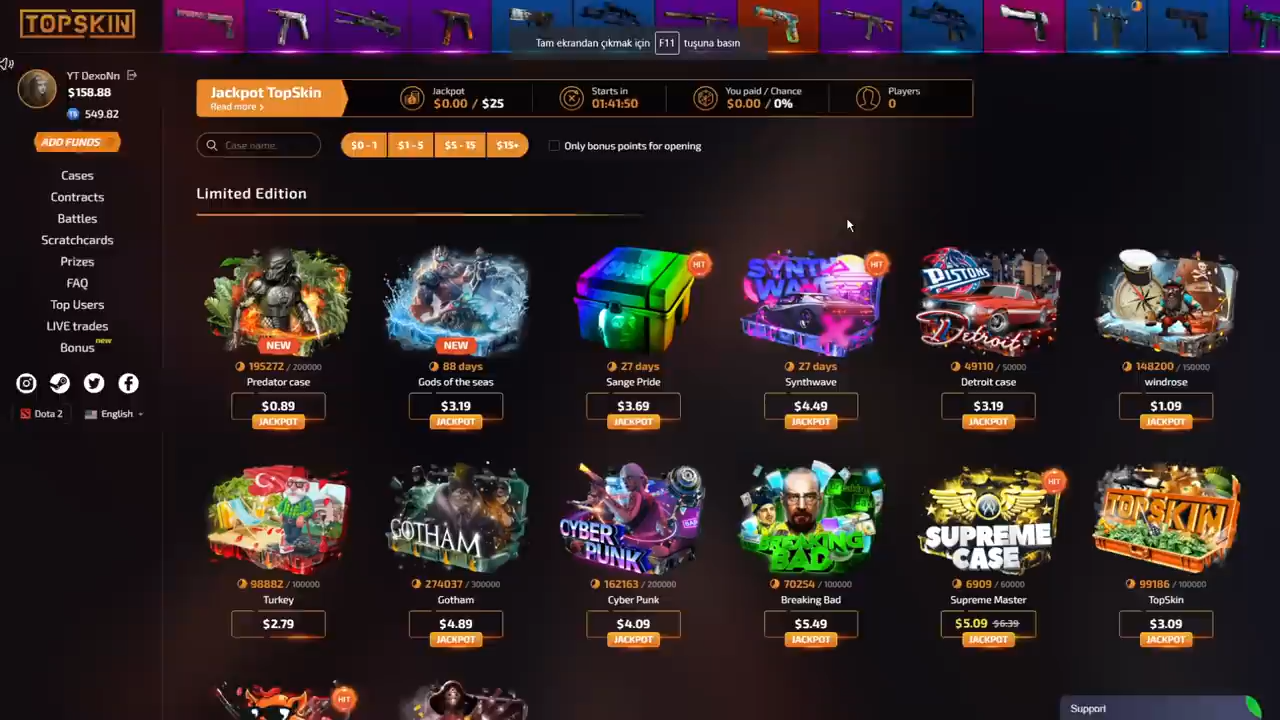 TOPSKIN
Tam ekrandan çıkmak için F11 tuşuna basın
YT DexoNn
$158.88
549.82
ADD FUNDS
Cases
Contracts
Battles
Scratchcards
Prizes
FAQ
Top Users
LIVE trades
Bonus new
Dota 2
English
Jackpot TopSkin
Read more >
Jackpot
$0.00 / $25
Starts in
01:41:50
You paid / Chance
$0.00 / 0%
Players
0
Case name.
$0 - 1
$1 - 5
$5 - 15
$15+
Only bonus points for opening
Limited Edition
NEW
195272 / 200000
Predator case
$0.89
JACKPOT
NEW
88 days
Gods of the seas
$3.19
JACKPOT
HIT
27 days
Sange Pride
$3.69
JACKPOT
SYNTH WAVE
HIT
27 days
Synthwave
$4.49
JACKPOT
PISTONS
Detroit
49110 / 50000
Detroit case
$3.19
JACKPOT
148200 / 150000
windrose
$1.09
JACKPOT
98882 / 100000
Turkey
$2.79
GOTHAM
274037 / 300000
Gotham
$4.89
JACKPOT
CYBER
PUNK
162163 / 200000
Cyber Punk
$4.09
JACKPOT
BREAKING
BAD
70254 / 100000
Breaking Bad
$5.49
JACKPOT
HIT
SUPREME
CASE
6909 / 60000
Supreme Master
$5.09 $6.39
JACKPOT
TOPSKIN
99186 / 100000
TopSkin
$3.09
JACKPOT
HIT
Support